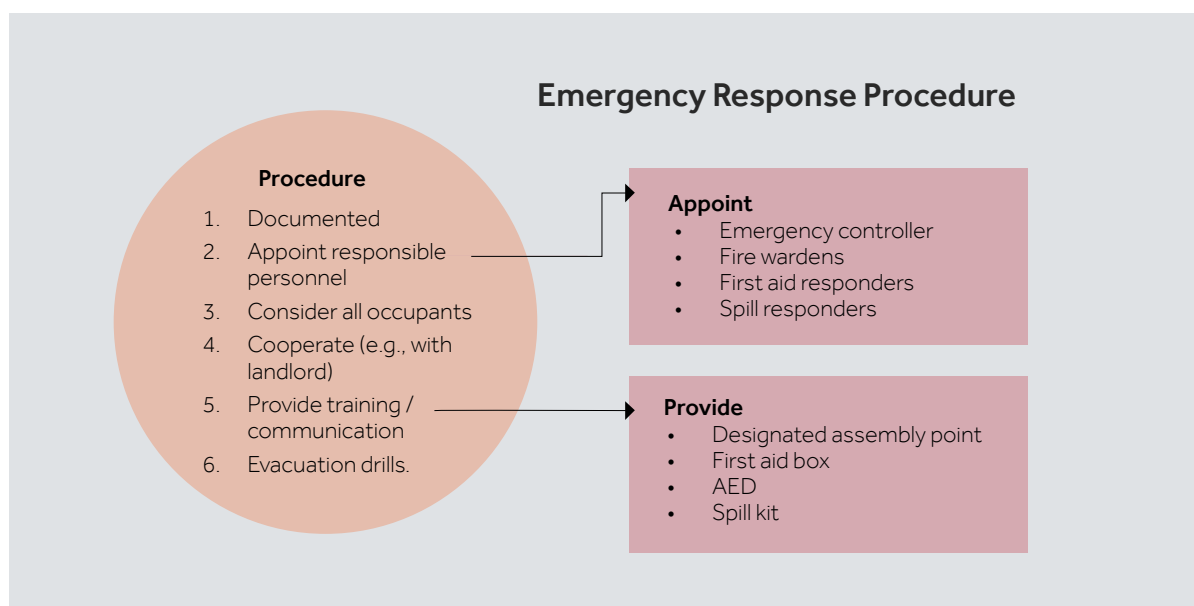 Emergency Response Procedure
Procedure
1. Documented
2. Appoint responsible
personnel
3. Consider all occupants
4. Cooperate (e.g., with
landlord)
5. Provide training /
communication
6. Evacuation drills.
Appoint
• Emergency controller
• Fire wardens
• First aid responders
• Spill responders
Provide
• Designated assembly point
• First aid box
• AED
• Spill kit